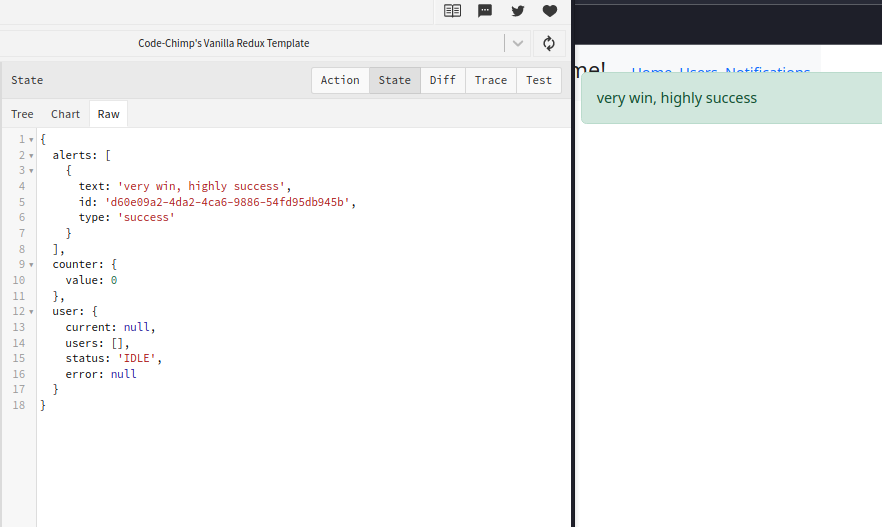 Code-Chimp's Vanilla Redux Template
State
Action State Diff Trace Test
Tree Chart Raw
1 {
2 alerts: [
3 {
4 text: 'very win, highly success',
5 id: 'd60e09a2-4da2-4ca6-9886-54fd95db945b',
6 type: 'success'
7 }
8 ],
9 counter: {
10 value: 0
11 },
12 user: {
13 current: null,
14 users: [],
15 status: 'IDLE',
16 error: null
17 }
18 }
me! Home Users Notifications
very win, highly success